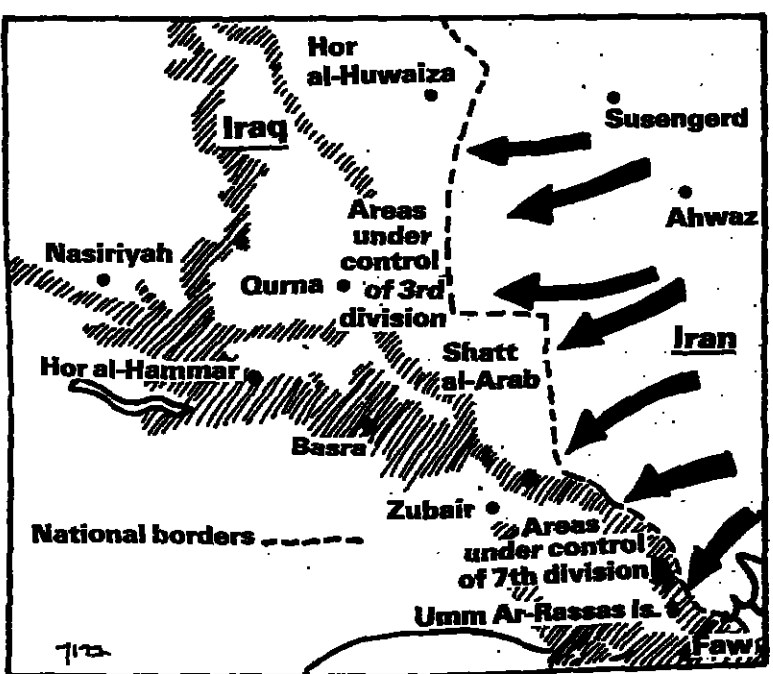 Hor
al-Huwaiza
Susengerd
Iraq
Ahwaz
Areas
under
control
of 3rd
division
Nasiriyah
Qurna
Iran
Shatt
al-Arab
Hor al-Hammar
Basra
Zubair
National borders
Areas
under control
of 7th division
Umm Ar-Rassas Is.
Faw